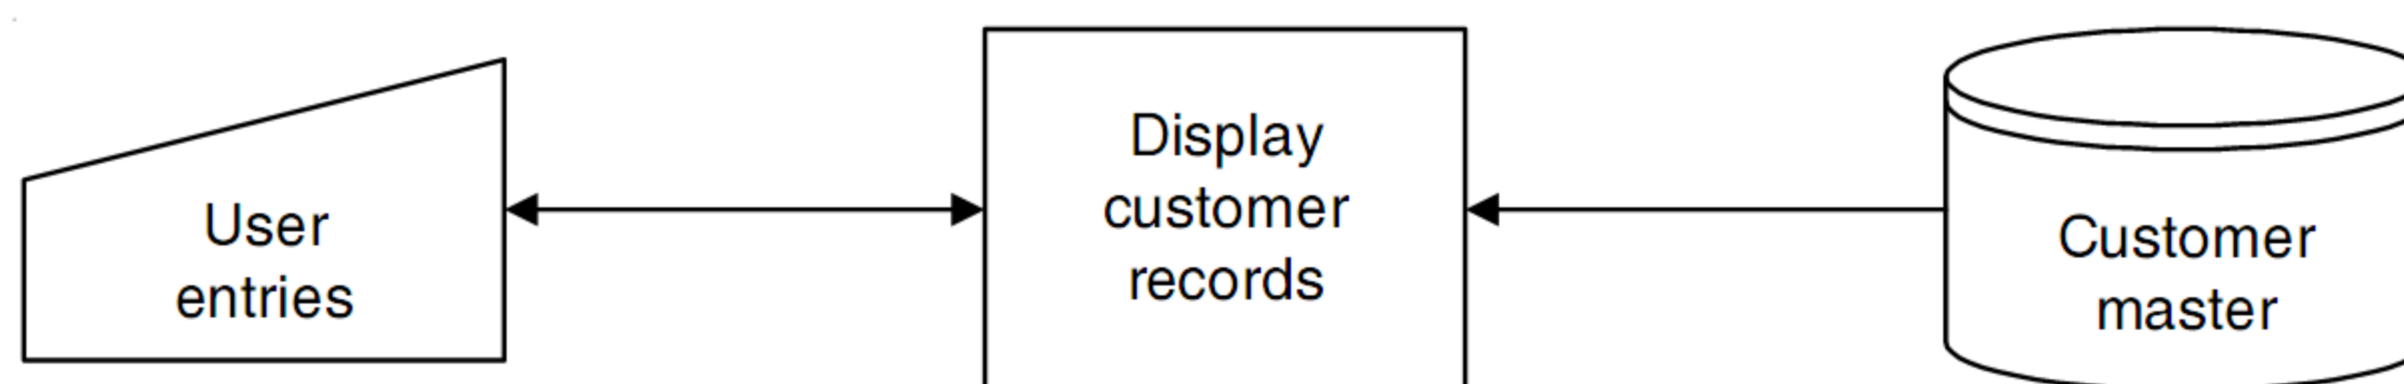 User
entries
Display
customer
records
Customer
master